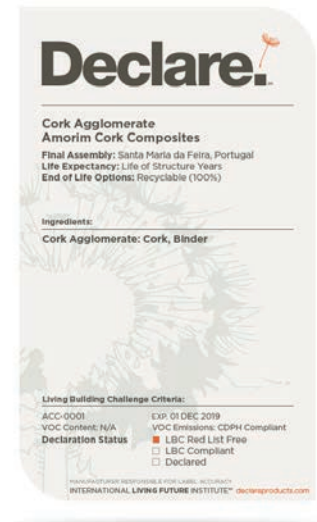 Declare.
Cork Agglomerate
Amorim Cork Composites
Final Assembly: Santa Maria da Feira, Portugal
Life Expectancy: Life of Structure Years
End of Life Options: Recyclable (100%)
Ingredients:
Cork Agglomerate: Cork, Binder
Living Building Challenge Criteria:
ACC-0001 EXP. 01 DEC 2019
VOC Content: N/A VOC Emissions: CDPH Compliant
Declaration Status LBC Red List Free
LBC Compliant
Declared
MANUFACTURER RESPONSIBLE FOR LABEL ACCURACY
INTERNATIONAL LIVING FUTURE INSTITUTE™ declareproducts.com